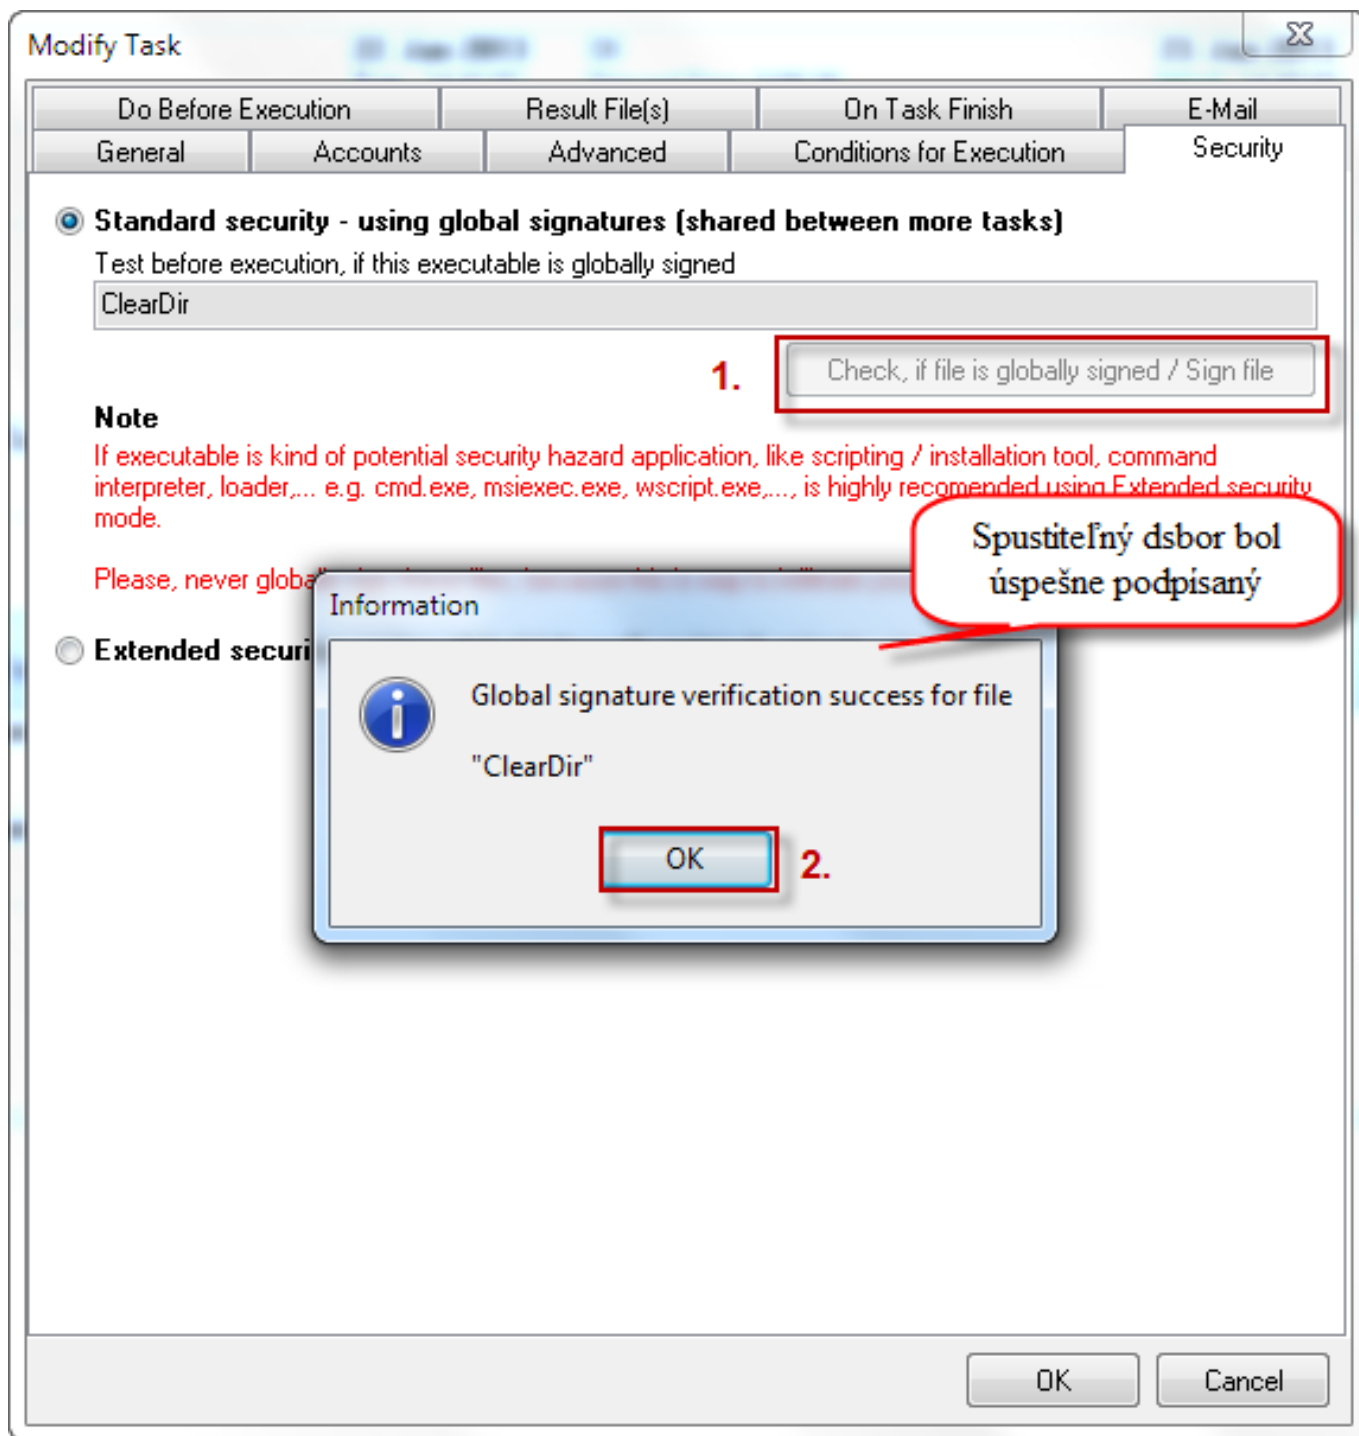 Modify Task
Do Before Execution
Result File(s)
On Task Finish
E-Mail
General
Accounts
Advanced
Conditions for Execution
Security
Standard security - using global signatures (shared between more tasks)
Test before execution, if this executable is globally signed
ClearDir
1.
Check, if file is globally signed / Sign file
Note
If executable is kind of potential security hazard application, like scripting / installation tool, command
interpreter, loader,... e.g. cmd.exe, msiexec.exe, wscript.exe,..., is highly recomended using Extended security
mode.
Spustiteľný dsbor bol
úspešne podpísaný
Please, never
Information
Extended
Global signature verification success for file
"ClearDir"
OK
2.
OK
Cancel